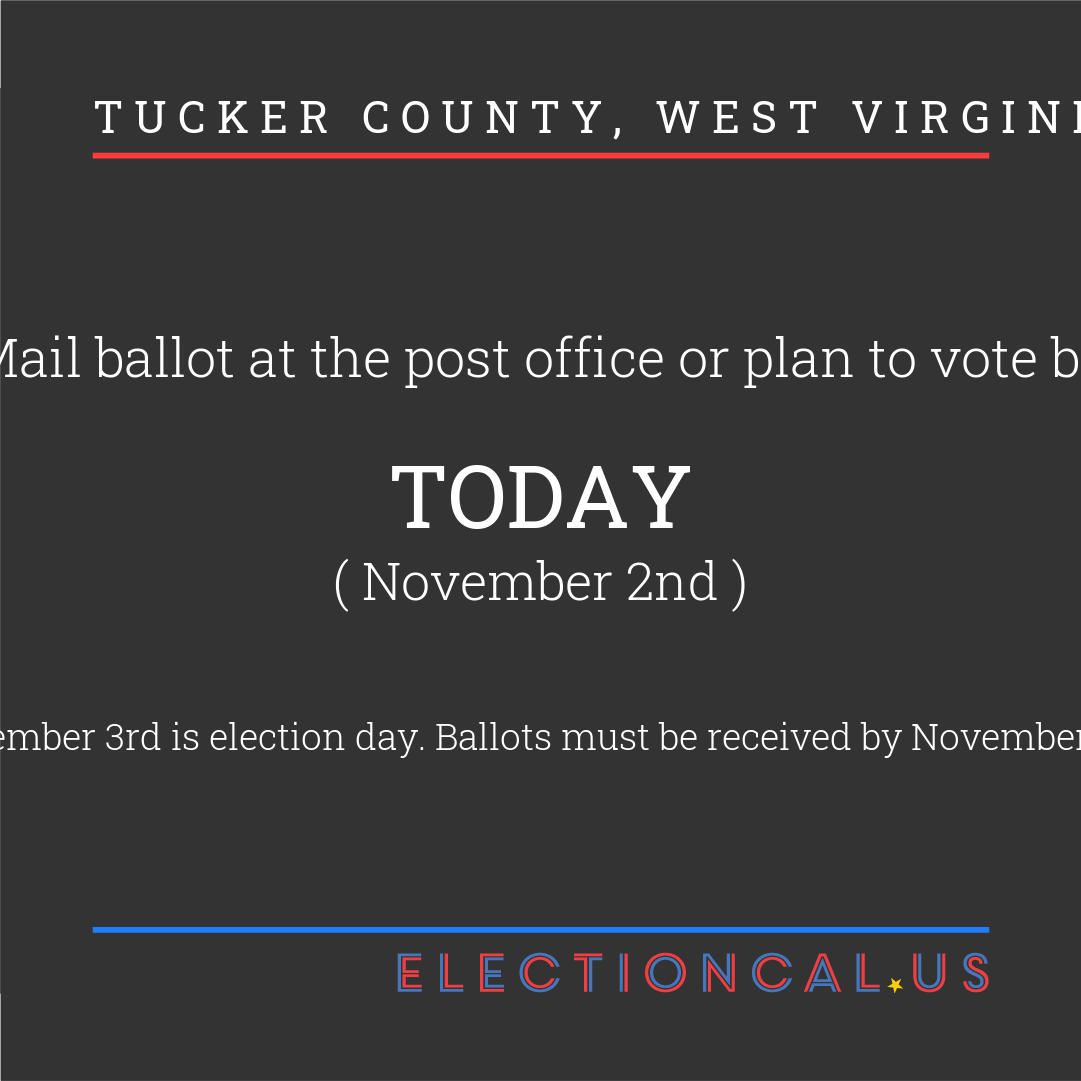 TUCKER COUNTY, WEST VIRGINI
Mail ballot at the post office or plan to vote b
TODAY
( November 2nd )
ember 3rd is election day. Ballots must be received by November
ELECTIONCAL.US